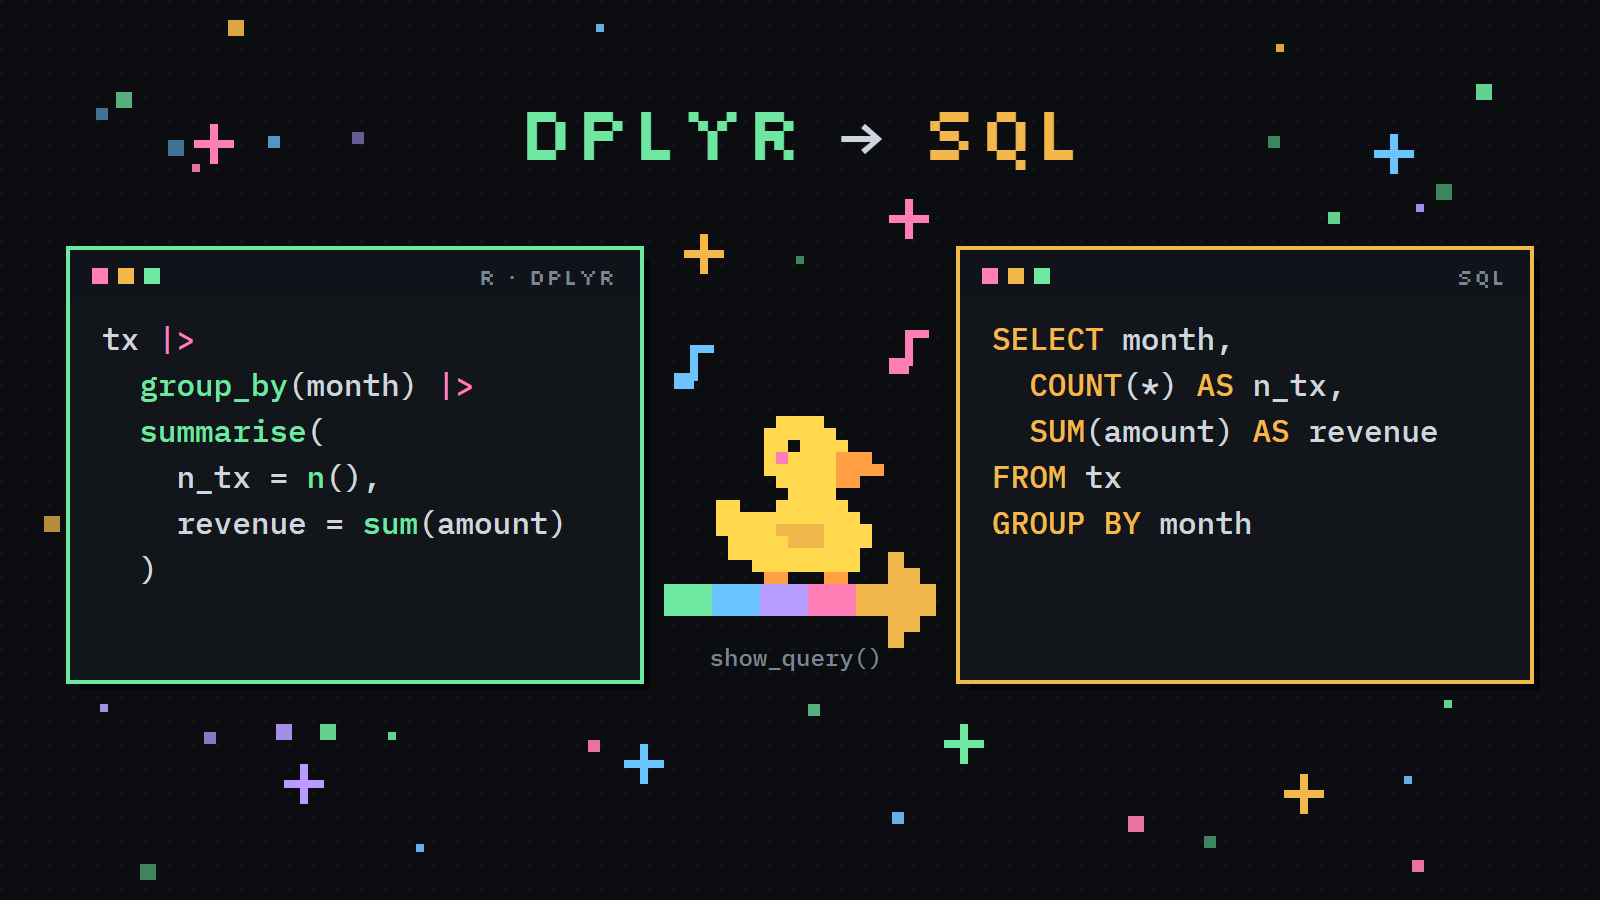 DPLYR → SQL
R · DPLYR
tx |>
  group_by(month) |>
  summarise(
    n_tx = n(),
    revenue = sum(amount)
  )
show_query()
SQL
SELECT month,
  COUNT(*) AS n_tx,
  SUM(amount) AS revenue
FROM tx
GROUP BY month